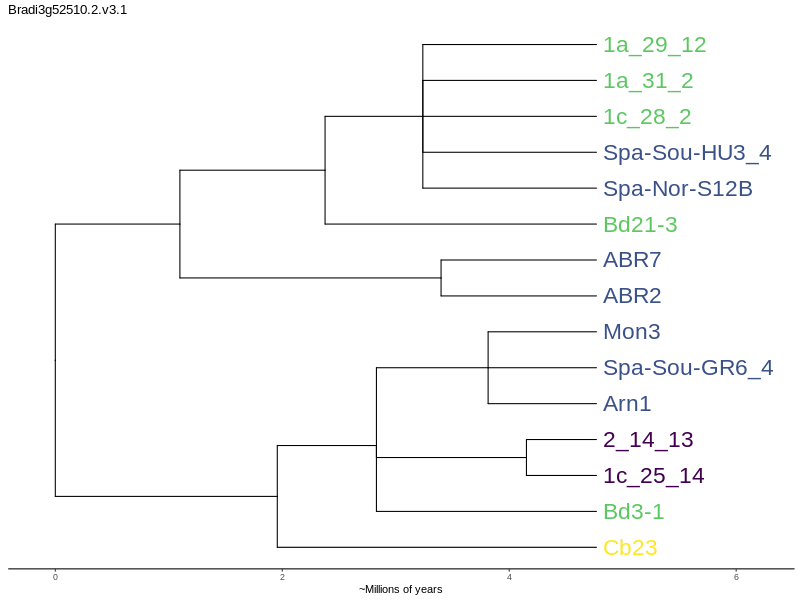 Bradi3g52510.2.v3.1
1a_29_12
1a_31_2
1c_28_2
Spa-Sou-HU3_4
Spa-Nor-S12B
Bd21-3
ABR7
ABR2
Mon3
Spa-Sou-GR6_4
Arn1
2_14_13
1c_25_14
Bd3-1
Cb23
0 2 4 6
~Millions of years